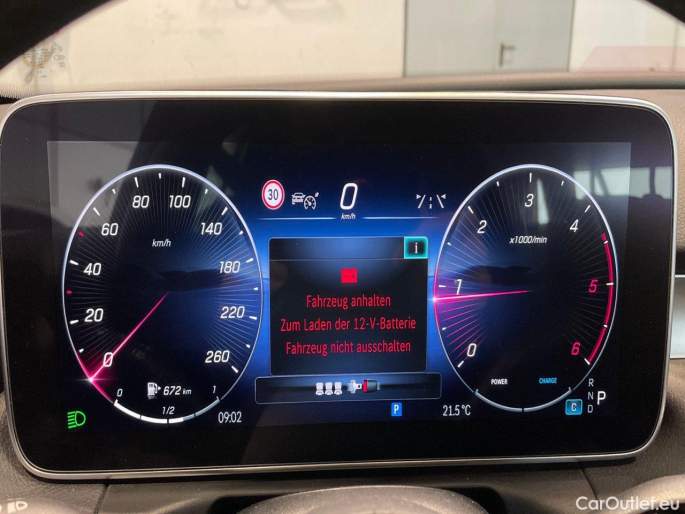 30
0
km/h
0
20
40
60
80
100
140
180
220
260
km/h
0
1/2
1
672 km
09:02
i
Fahrzeug anhalten
Zum Laden der 12-V-Batterie
Fahrzeug nicht ausschalten
P
21.5 °C
0
1
2
3
4
5
6
x1000/min
POWER
CHARGE
C
R
N
D
P
CarOutlet.eu